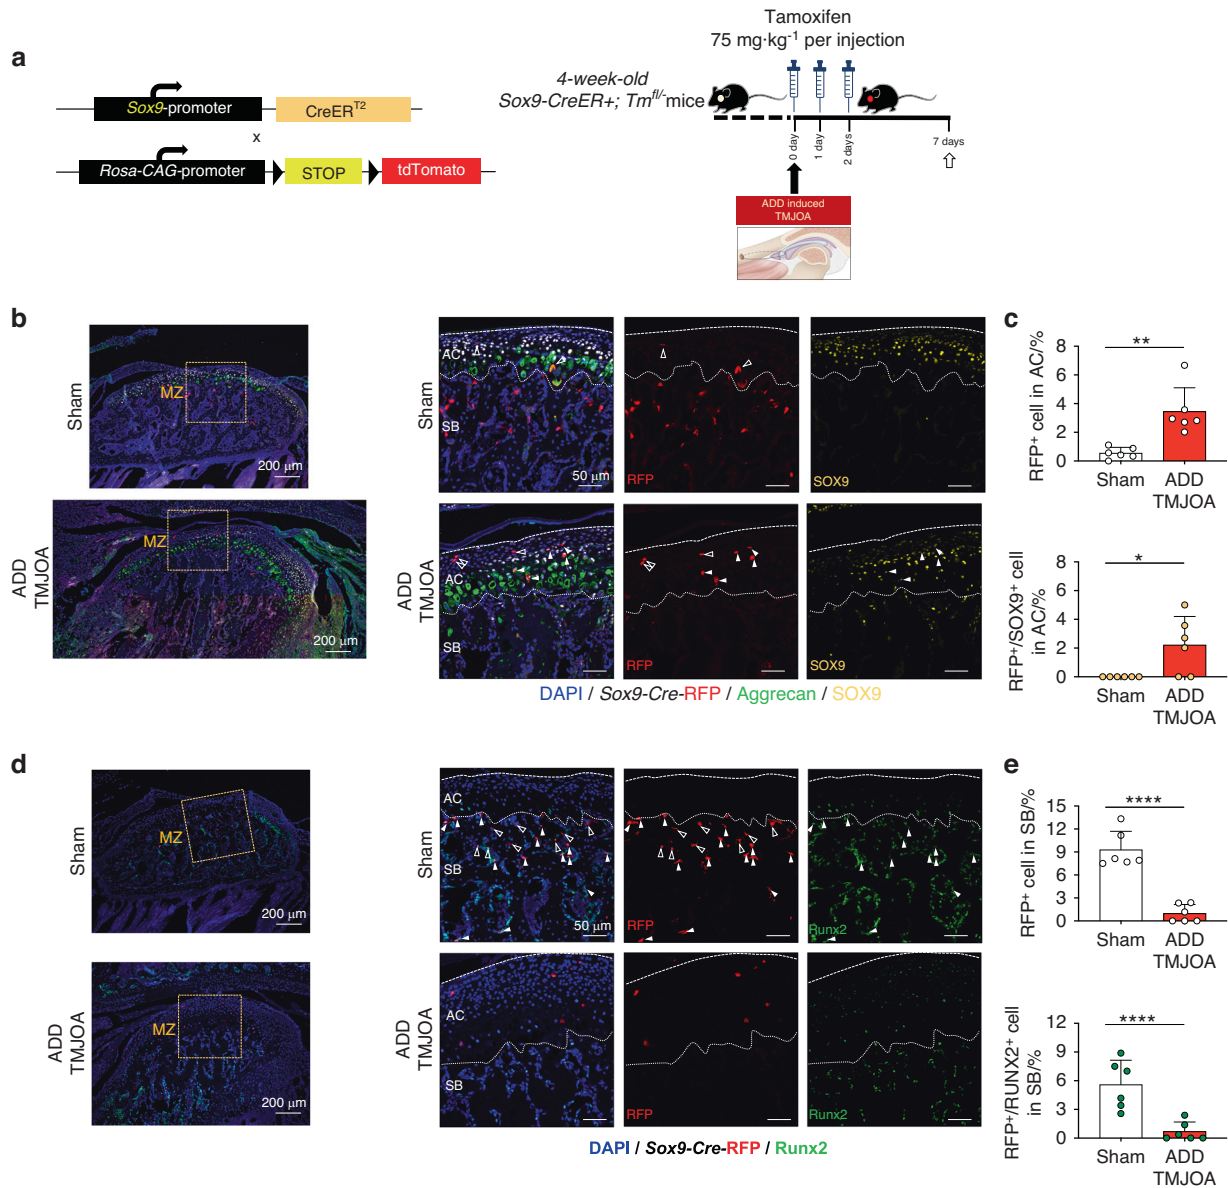 a
Sox9-promoter
CreERT2
x
Rosa-CAG-promoter
STOP
tdTomato
Tamoxifen
75 mg·kg-1 per injection
4-week-old
Sox9-CreER+; Tmfl/-mice
0 day
1 day
2 days
7 days
ADD induced
TMJOA
b
Sham
MZ
200 μm
AC
SB
50 μm
RFP
SOX9
ADD
TMJOA
MZ
200 μm
AC
SB
RFP
SOX9
DAPI / Sox9-Cre-RFP / Aggrecan / SOX9
c
RFP+ cell in AC/%
8
6
4
2
0
**
Sham
ADD
TMJOA
RFP+/SOX9+ cell
in AC/%
8
6
4
2
0
*
Sham
ADD
TMJOA
d
Sham
MZ
200 μm
AC
SB
50 μm
RFP
Runx2
ADD
TMJOA
MZ
200 μm
AC
SB
RFP
Runx2
DAPI / Sox9-Cre-RFP / Runx2
e
RFP+ cell in SB/%
15
12
9
6
3
0
****
Sham
ADD
TMJOA
RFP+/RUNX2+ cell
in SB/%
12
9
6
3
0
****
Sham
ADD
TMJOA